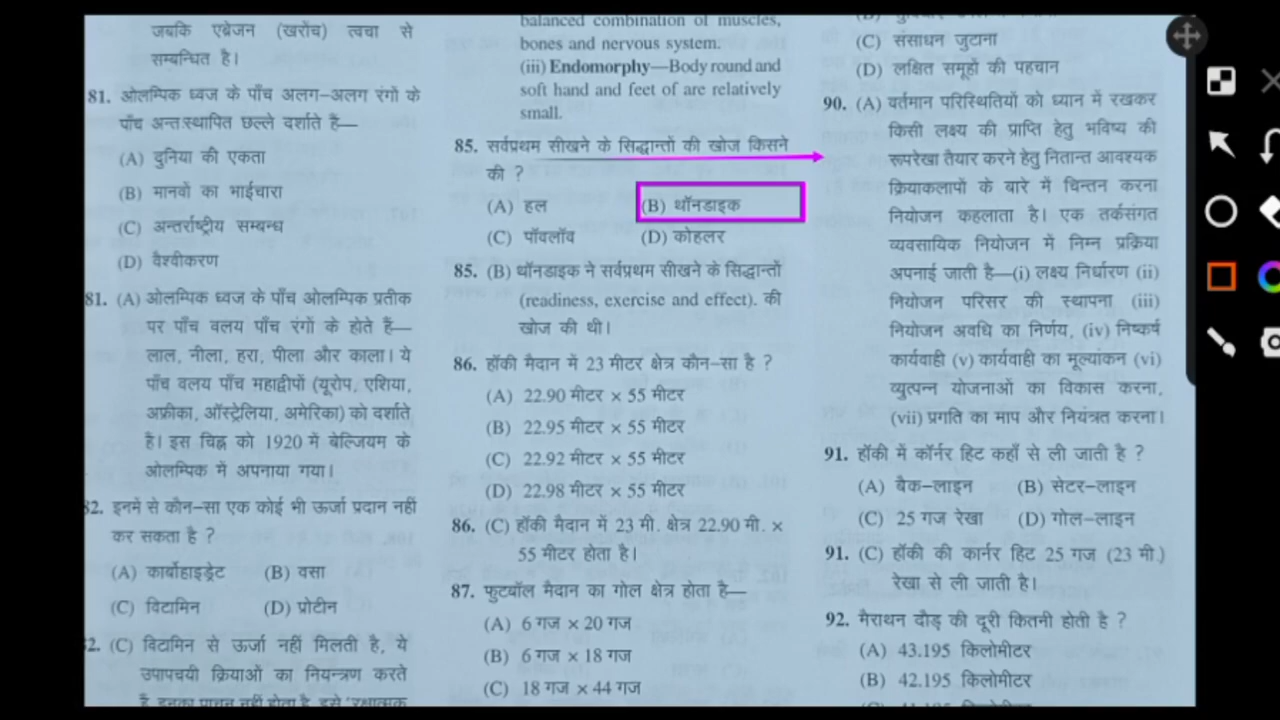 जबकि एब्रेजन (खरोंच) त्वचा से
सम्बन्धित है।
81. ओलम्पिक ध्वज के पाँच अलग-अलग रंगों के
पाँच अन्तःस्थापित छल्ले दर्शाते है—
(A) दुनिया की एकता
(B) मानवों का भाईचारा
(C) अन्तर्राष्ट्रीय सम्बन्ध
(D) वैश्वीकरण
81. (A) ओलम्पिक ध्वज के पाँच ओलम्पिक प्रतीक
पर पाँच वलय पाँच रंगों के होते हैं—
लाल, नीला, हरा, पीला और काला। ये
पाँच वलय पाँच महाद्वीपों (यूरोप, एशिया,
अफ्रीका, ऑस्ट्रेलिया, अमेरिका) को दर्शाते
है। इस चिह्न को 1920 में बेल्जियम के
ओलम्पिक में अपनाया गया।
82. इनमें से कौन-सा एक कोई भी ऊर्जा प्रदान नहीं
कर सकता है ?
(A) कार्बोहाइड्रेट (B) वसा
(C) विटामिन (D) प्रोटीन
(C) विटामिन से ऊर्जा नहीं मिलती है, ये
उपापचयी क्रियाओं का नियन्त्रण करते
है, इनका पाचन नहीं होता है, इसे 'रक्षात्मक
balanced combination of muscles,
bones and nervous system.
(iii) Endomorphy—Body round and
soft hand and feet of are relatively
small.
85. सर्वप्रथम सीखने के सिद्धान्तों की खोज किसने
की ?
(A) हल (B) थॉनडाइक
(C) पॉवलॉव (D) कोहलर
85. (B) थॉनडाइक ने सर्वप्रथम सीखने के सिद्धान्तों
(readiness, exercise and effect). की
खोज की थी।
86. हॉकी मैदान में 23 मीटर क्षेत्र कौन-सा है ?
(A) 22.90 मीटर × 55 मीटर
(B) 22.95 मीटर × 55 मीटर
(C) 22.92 मीटर × 55 मीटर
(D) 22.98 मीटर × 55 मीटर
86. (C) हॉकी मैदान में 23 मी. क्षेत्र 22.90 मी. ×
55 मीटर होता है।
87. फुटबॉल मैदान का गोल क्षेत्र होता है—
(A) 6 गज × 20 गज
(B) 6 गज × 18 गज
(C) 18 गज × 44 गज
(C) संसाधन जुटाना
(D) लक्षित समूहों की पहचान
90. (A) वर्तमान परिस्थितियों को ध्यान में रखकर
किसी लक्ष्य की प्राप्ति हेतु भविष्य की
रूपरेखा तैयार करने हेतु नितान्त आवश्यक
क्रियाकलापों के बारे में चिन्तन करना
नियोजन कहलाता है। एक तर्कसंगत
व्यवसायिक नियोजन में निम्न प्रक्रिया
अपनाई जाती है—(i) लक्ष्य निर्धारण (ii)
नियोजन परिसर की स्थापना (iii)
नियोजन अवधि का निर्णय, (iv) निष्कर्ष
कार्यवाही (v) कार्यवाही का मूल्यांकन (vi)
व्युत्पन्न योजनाओं का विकास करना,
(vii) प्रगति का माप और नियंत्रत करना।
91. हॉकी में कॉर्नर हिट कहाँ से ली जाती है ?
(A) बैक-लाइन (B) सेटर-लाइन
(C) 25 गज रेखा (D) गोल-लाइन
91. (C) हॉकी की कार्नर हिट 25 गज (23 मी.)
रेखा से ली जाती है।
92. मैराथन दौड़ की दूरी कितनी होती है ?
(A) 43.195 किलोमीटर
(B) 42.195 किलोमीटर